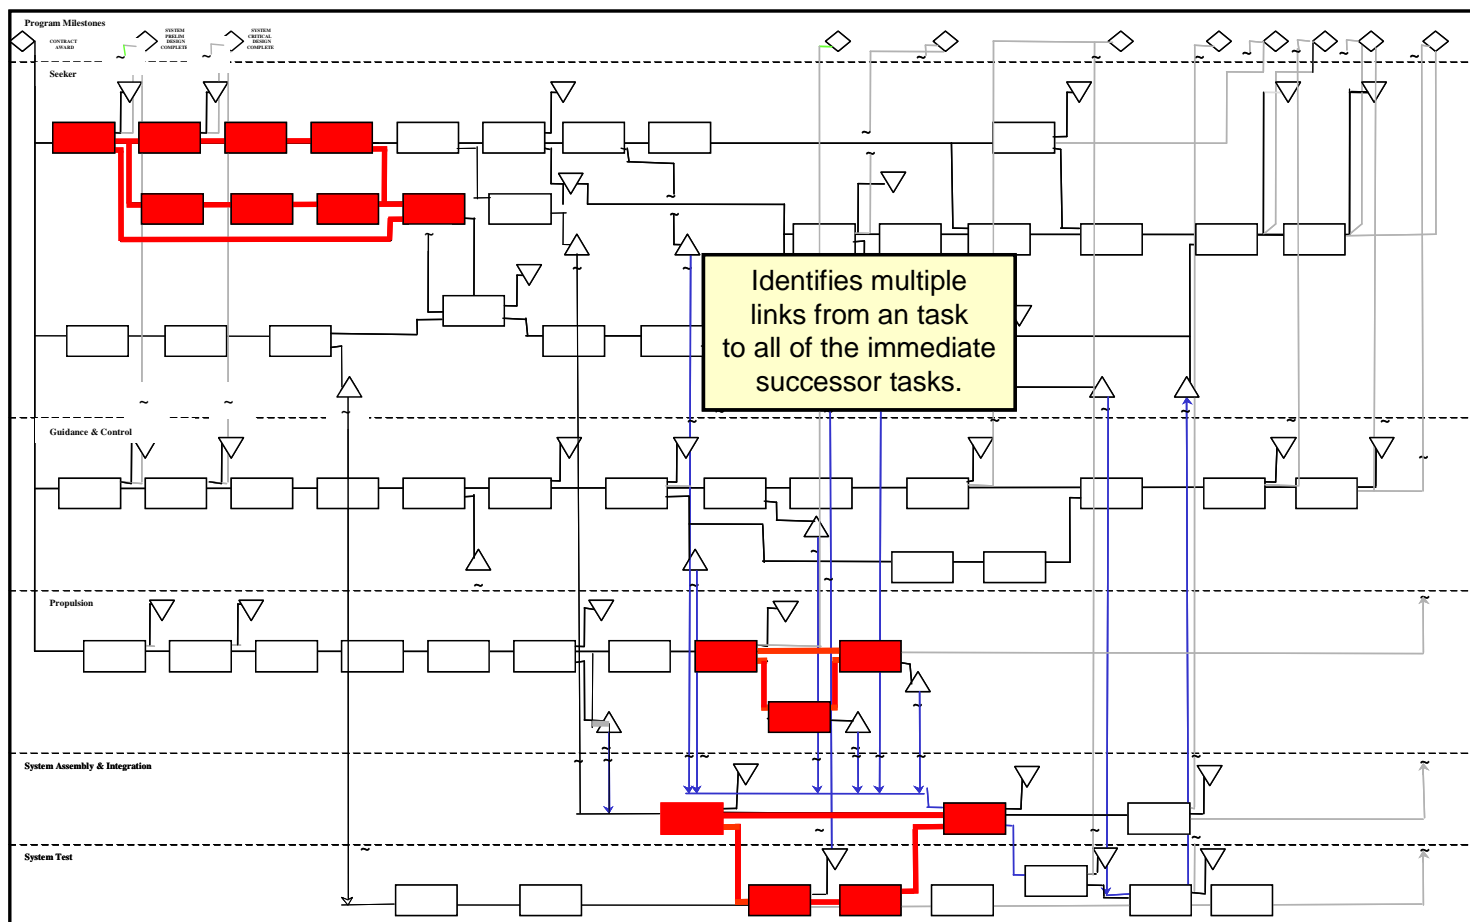 Program Milestones
CONTRACT
AWARD
SYSTEM
PRELIM
DESIGN
COMPLETE
SYSTEM
CRITICAL
DESIGN
COMPLETE
Seeker
Identifies multiple
links from an task
to all of the immediate
successor tasks.
Guidance & Control
Propulsion
System Assembly & Integration
System Test